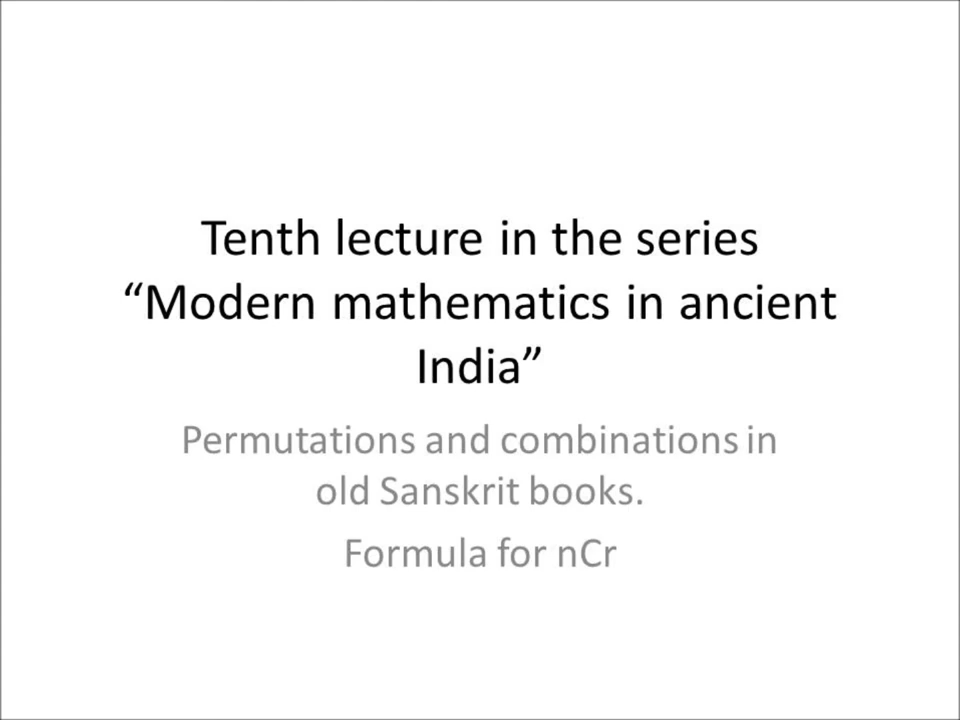 Tenth lecture in the series
“Modern mathematics in ancient
India”
Permutations and combinations in
old Sanskrit books.
Formula for nCr